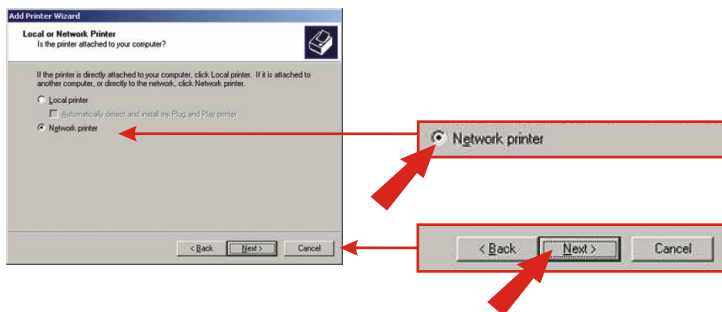 Add Printer Wizard
Local or Network Printer
Is the printer attached to your computer?
If the printer is directly attached to your computer, click Local printer. If it is attached to
another computer, or directly to the network, click Network printer.
Local printer
Automatically detect and install my Plug and Play printer
Network printer
< Back Next > Cancel
Network printer
< Back Next > Cancel